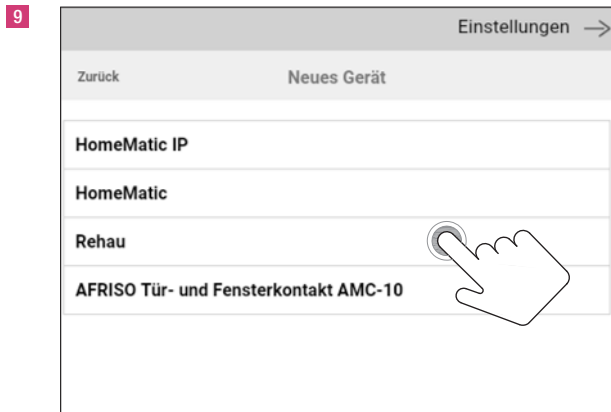 9
Einstellungen →
Zurück Neues Gerät
HomeMatic IP
HomeMatic
Rehau
AFRISO Tür- und Fensterkontakt AMC-10